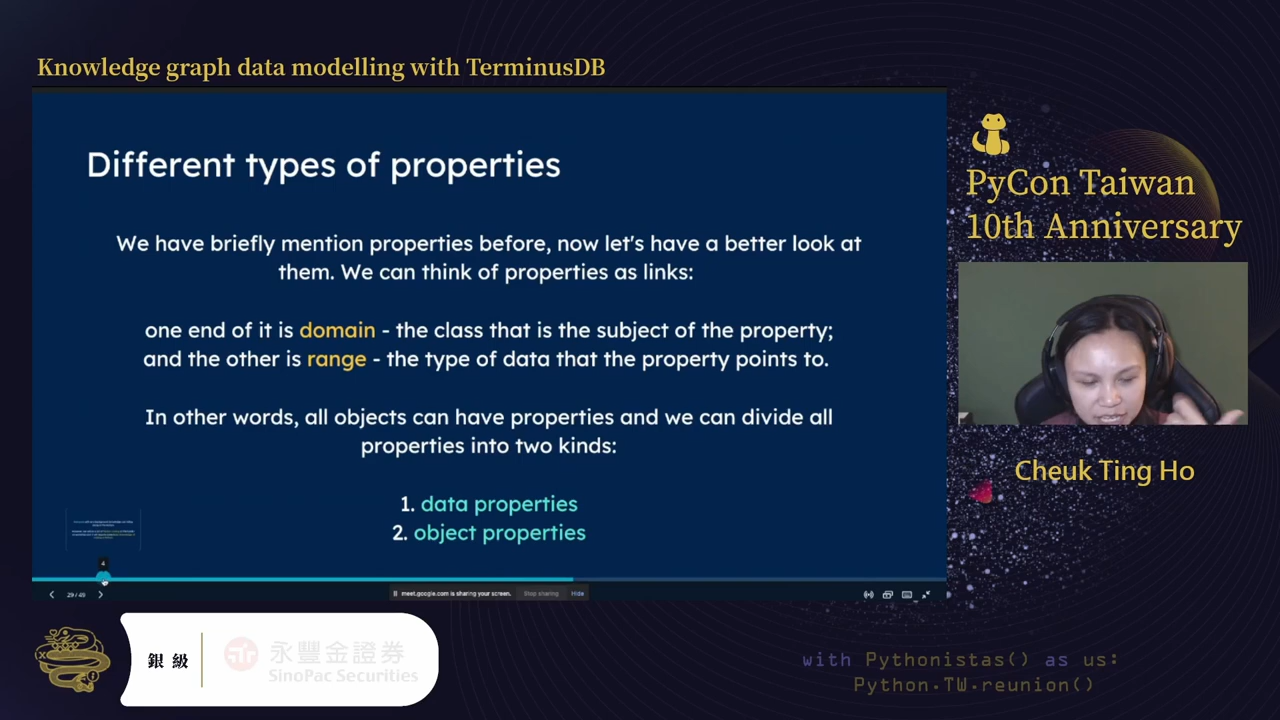 Knowledge graph data modelling with TerminusDB
Different types of properties
We have briefly mention properties before, now let's have a better look at
them. We can think of properties as links:
one end of it is domain - the class that is the subject of the property;
and the other is range - the type of data that the property points to.
In other words, all objects can have properties and we can divide all
properties into two kinds:
1. data properties
2. object properties
4
29 / 49
meet.google.com is sharing your screen.
Stop sharing
Hide
PyCon Taiwan
10th Anniversary
Cheuk Ting Ho
銀級
永豐金證券
SinoPac Securities
with Pythonistas() as us:
Python.TW.reunion()